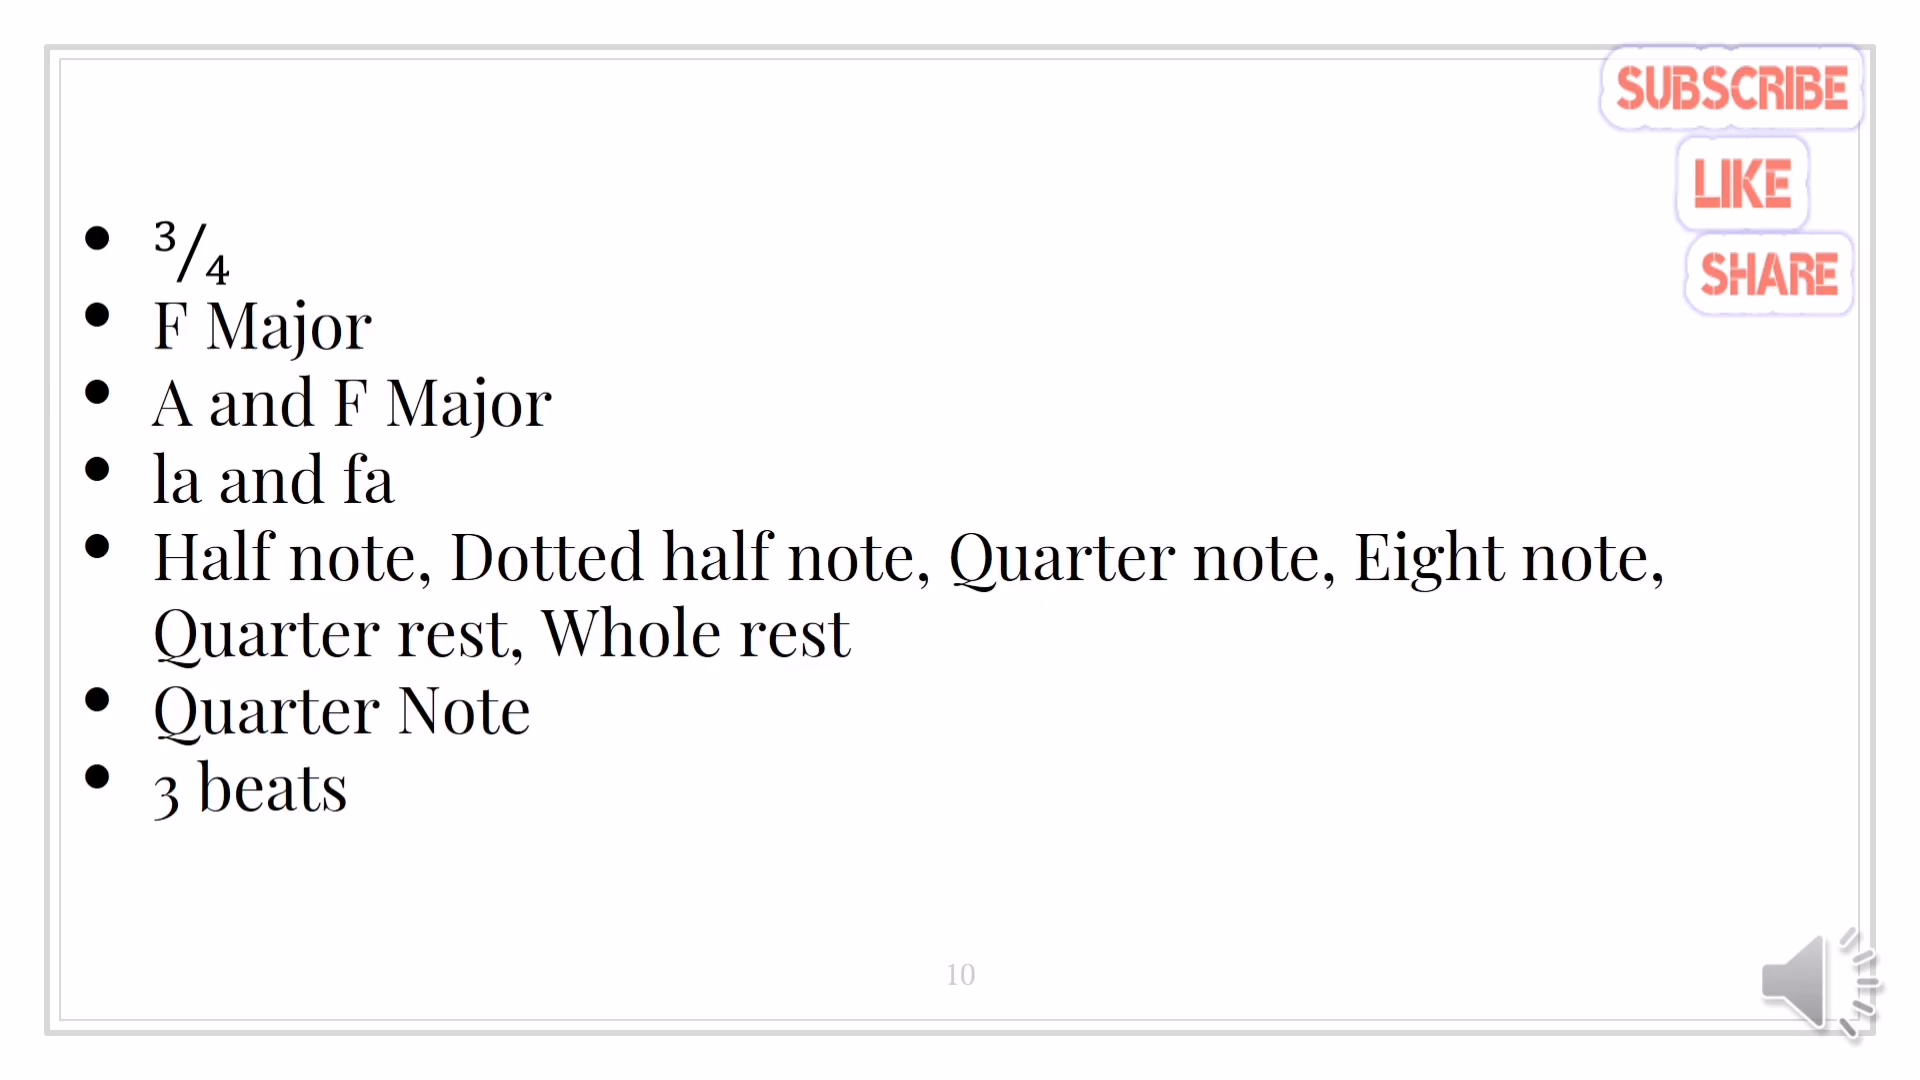 SUBSCRIBE
LIKE
SHARE
• ³⁄₄
• F Major
• A and F Major
• la and fa
• Half note, Dotted half note, Quarter note, Eight note,
Quarter rest, Whole rest
• Quarter Note
• 3 beats
10